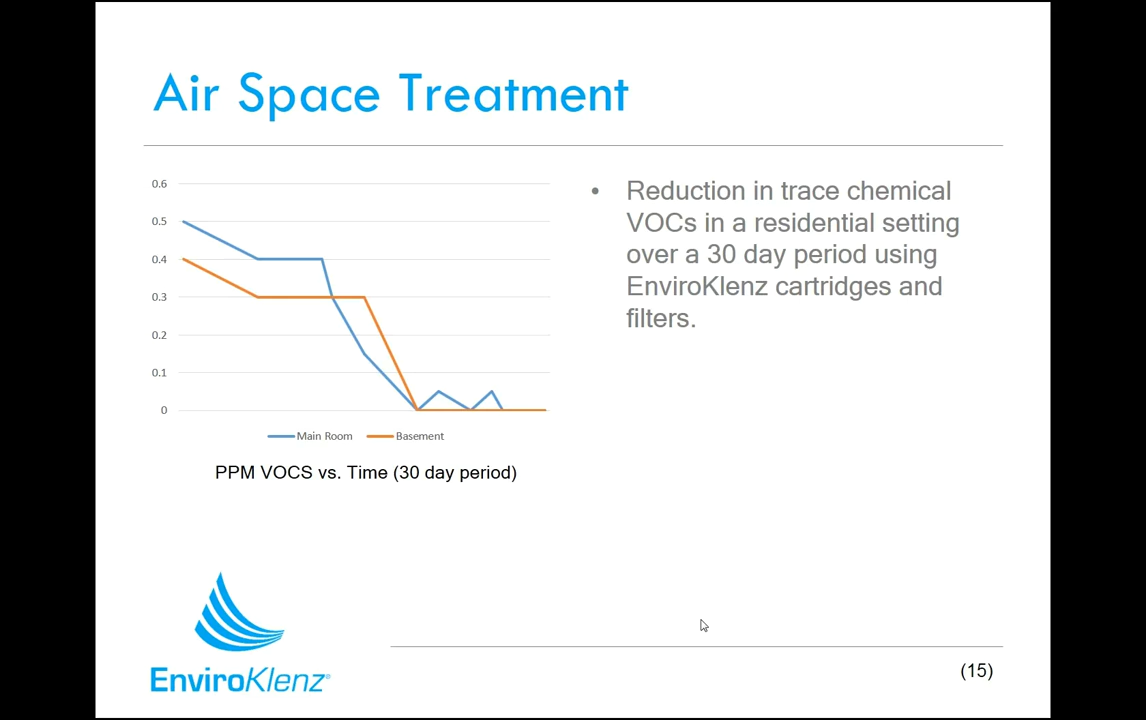 Air Space Treatment
0.6
0.5
0.4
0.3
0.2
0.1
0
Main Room Basement
PPM VOCS vs. Time (30 day period)
• Reduction in trace chemical
VOCs in a residential setting
over a 30 day period using
EnviroKlenz cartridges and
filters.
EnviroKlenz®
(15)